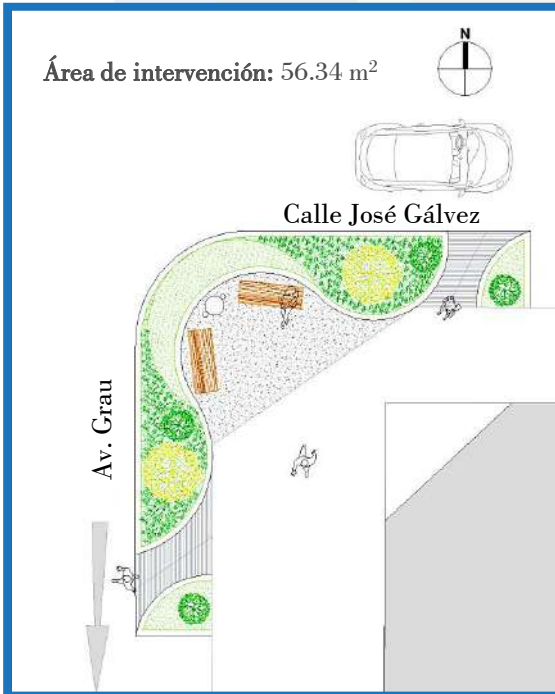 Área de intervención: 56.34 m²
N
Calle José Gálvez
Av. Grau